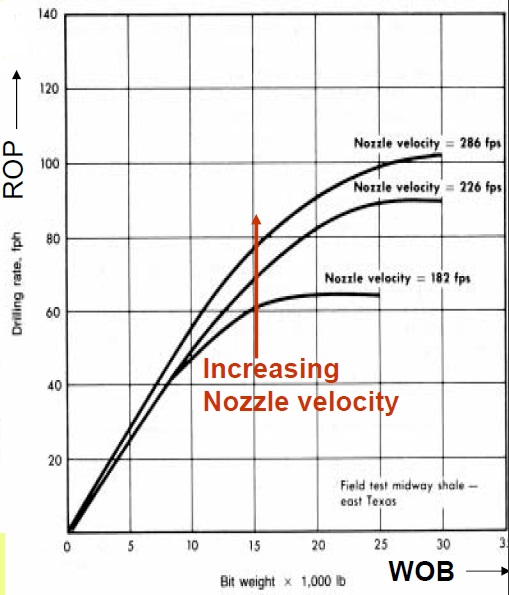 140
120
100
80
60
40
20
ROP
Drilling rate, fph
Nozzle velocity = 286 fps
Nozzle velocity = 226 fps
Nozzle velocity = 182 fps
Increasing
Nozzle velocity
Field test midway shale —
east Texas
0 5 10 15 20 25 30 3.
Bit weight × 1,000 lb
WOB